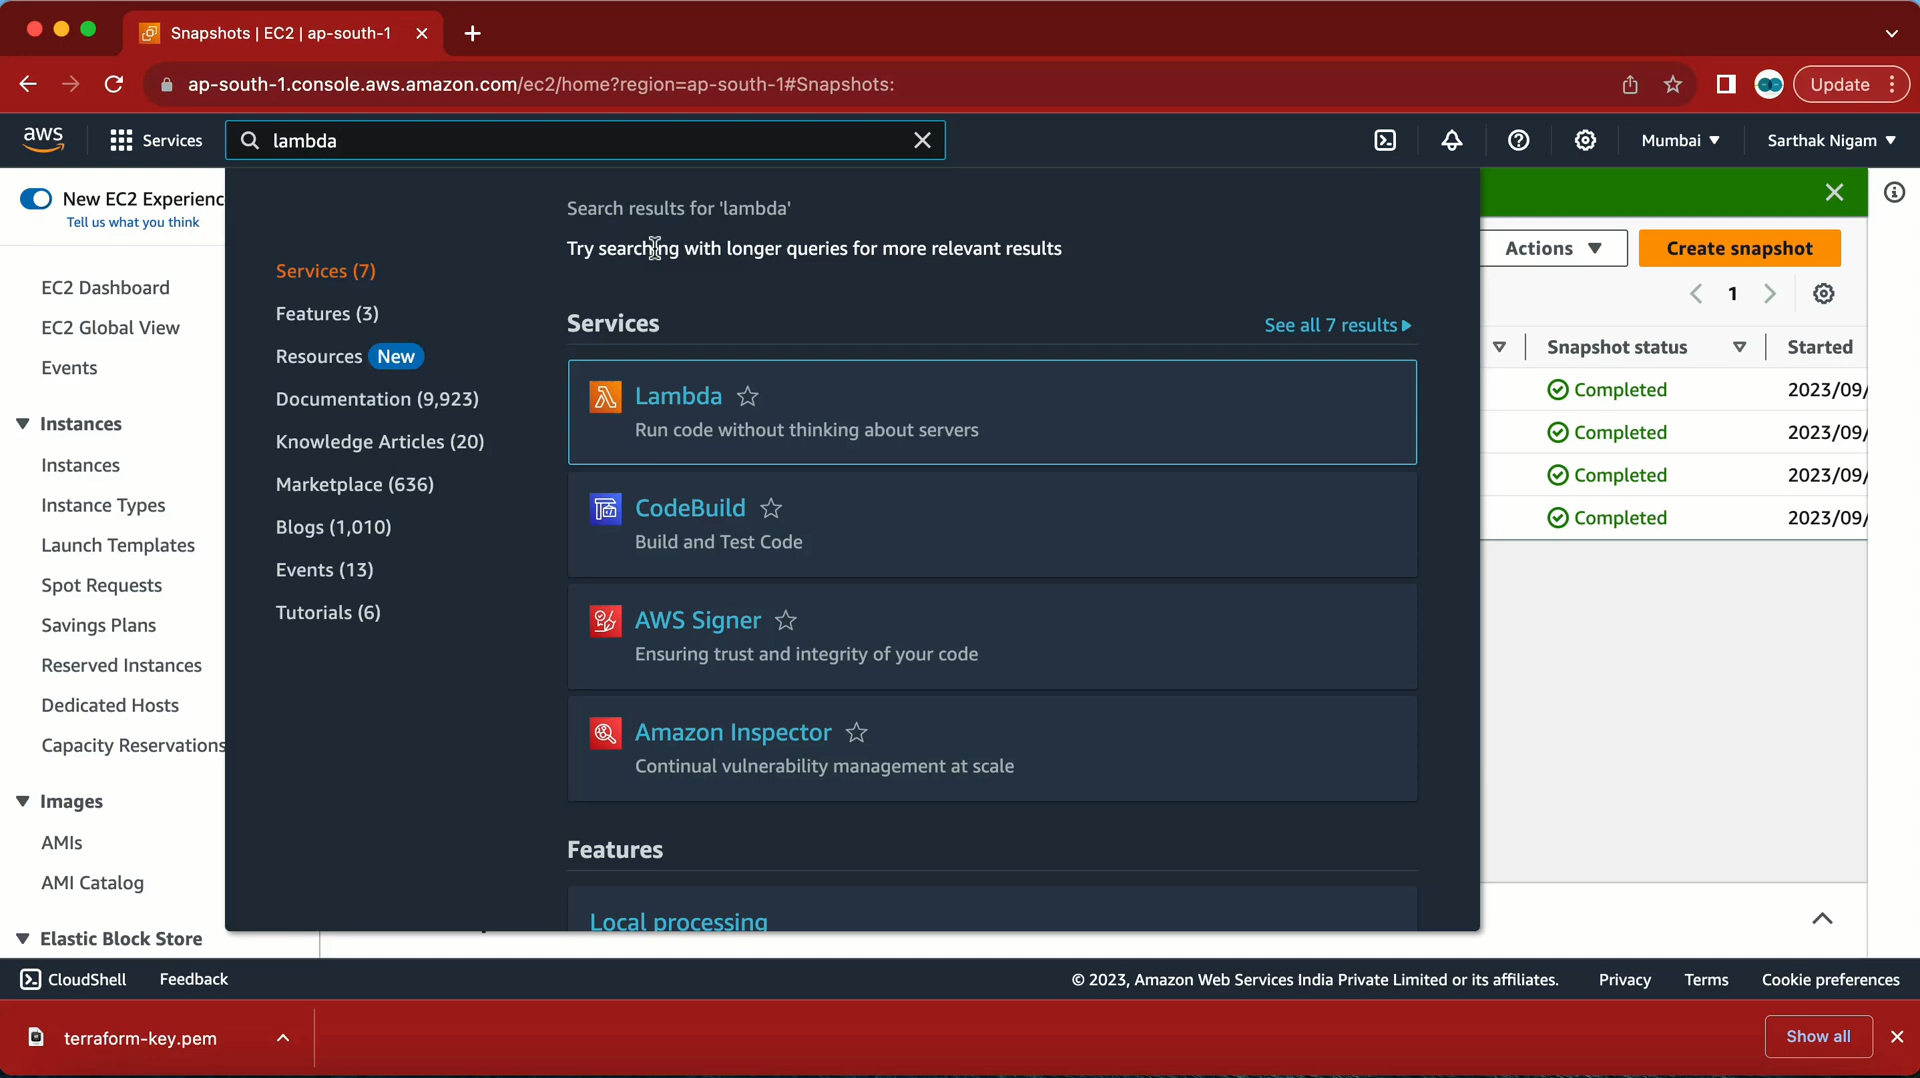 Snapshots | EC2 | ap-south-1
ap-south-1.console.aws.amazon.com/ec2/home?region=ap-south-1#Snapshots:
Update
aws
Services
lambda
Mumbai
Sarthak Nigam
New EC2 Experienc
Tell us what you think
EC2 Dashboard
EC2 Global View
Events
Instances
Instances
Instance Types
Launch Templates
Spot Requests
Savings Plans
Reserved Instances
Dedicated Hosts
Capacity Reservations
Images
AMIs
AMI Catalog
Elastic Block Store
Services (7)
Features (3)
Resources New
Documentation (9,923)
Knowledge Articles (20)
Marketplace (636)
Blogs (1,010)
Events (13)
Tutorials (6)
Search results for 'lambda'
Try searching with longer queries for more relevant results
Services
See all 7 results
Lambda
Run code without thinking about servers
CodeBuild
Build and Test Code
AWS Signer
Ensuring trust and integrity of your code
Amazon Inspector
Continual vulnerability management at scale
Features
Local processing
Actions
Create snapshot
1
Snapshot status
Started
Completed
2023/09/
Completed
2023/09/
Completed
2023/09/
Completed
2023/09/
CloudShell
Feedback
© 2023, Amazon Web Services India Private Limited or its affiliates.
Privacy
Terms
Cookie preferences
terraform-key.pem
Show all